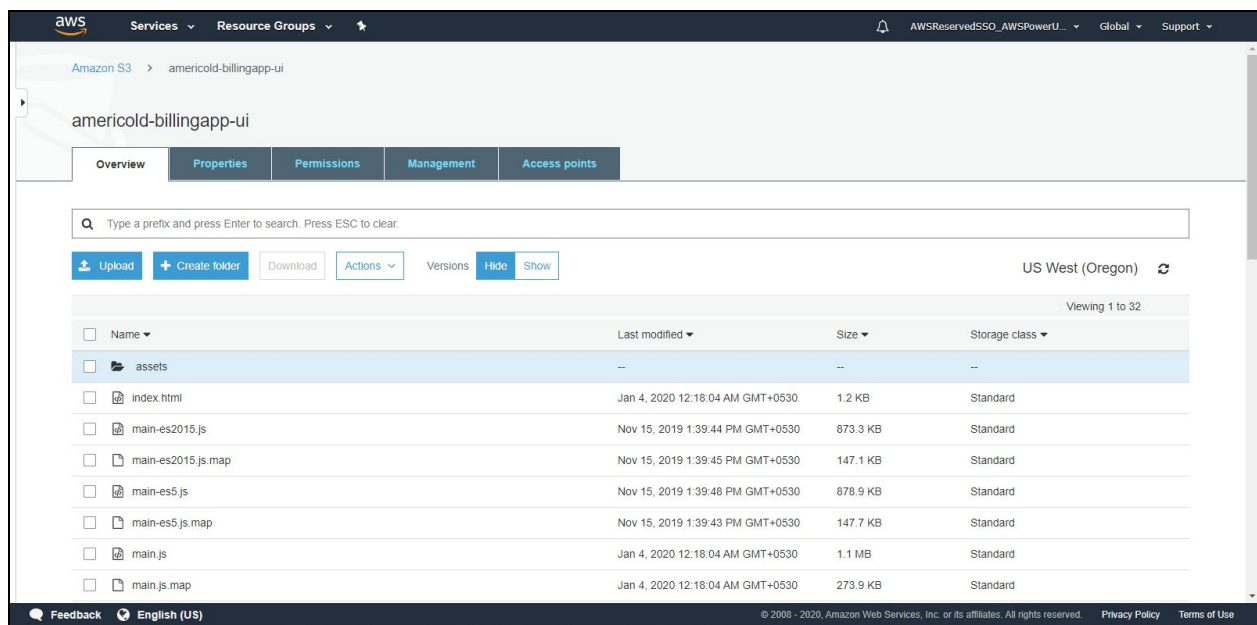 aws Services Resource Groups AWSReservedSSO_AWSPowerU... Global Support
Amazon S3 > americold-billingapp-ui
americold-billingapp-ui
Overview Properties Permissions Management Access points
Type a prefix and press Enter to search. Press ESC to clear.
Upload + Create folder Download Actions Versions Hide Show US West (Oregon)
Viewing 1 to 32
Name Last modified Size Storage class
assets -- -- --
index.html Jan 4, 2020 12:18:04 AM GMT+0530 1.2 KB Standard
main-es2015.js Nov 15, 2019 1:39:44 PM GMT+0530 873.3 KB Standard
main-es2015.js.map Nov 15, 2019 1:39:45 PM GMT+0530 147.1 KB Standard
main-es5.js Nov 15, 2019 1:39:48 PM GMT+0530 878.9 KB Standard
main-es5.js.map Nov 15, 2019 1:39:43 PM GMT+0530 147.7 KB Standard
main.js Jan 4, 2020 12:18:04 AM GMT+0530 1.1 MB Standard
main.js.map Jan 4, 2020 12:18:04 AM GMT+0530 273.9 KB Standard
Feedback English (US) © 2008 - 2020, Amazon Web Services, Inc. or its affiliates. All rights reserved. Privacy Policy Terms of Use